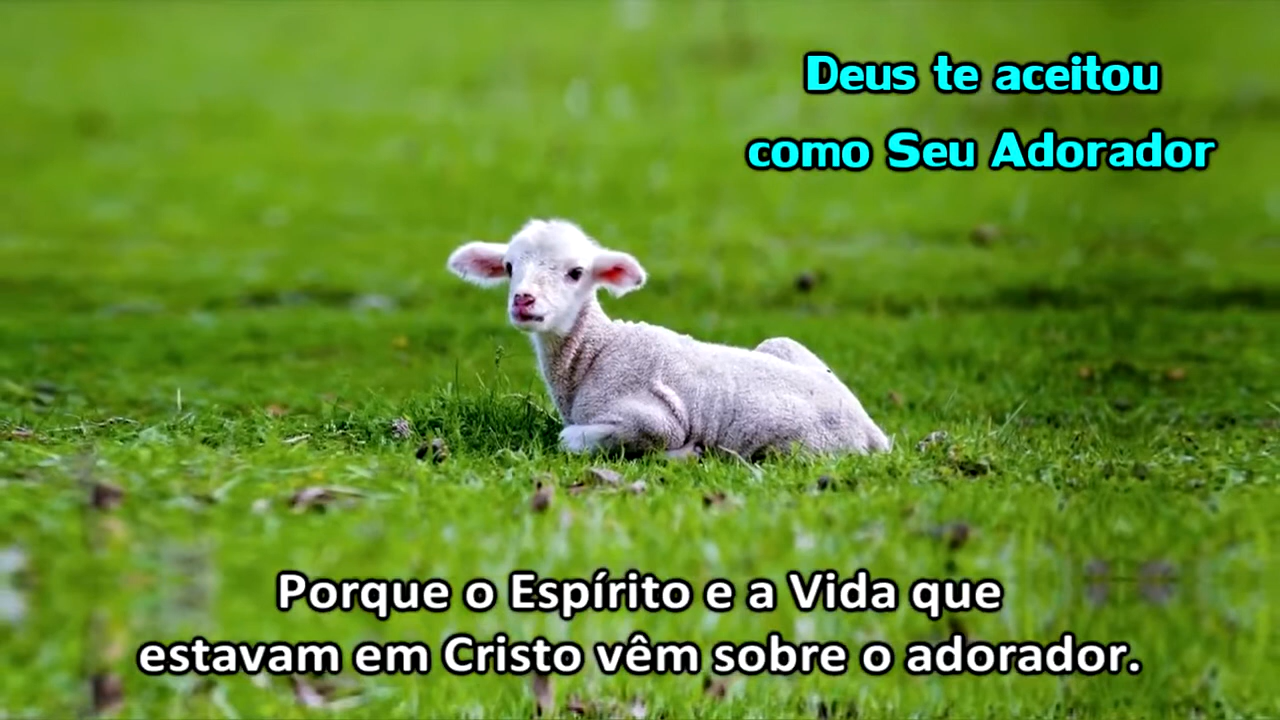 Deus te aceitou
como Seu Adorador
Porque o Espírito e a Vida que
estavam em Cristo vêm sobre o adorador.